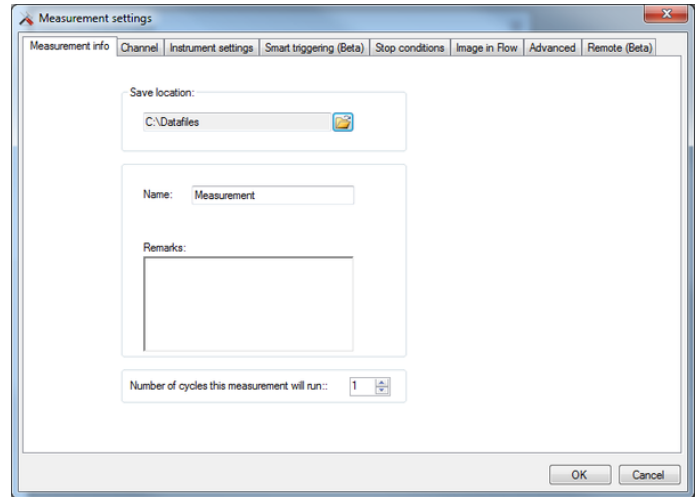 Measurement settings
Measurement info Channel Instrument settings Smart triggering (Beta) Stop conditions Image in Flow Advanced Remote (Beta)
Save location:
C:\Datafiles
Name: Measurement
Remarks:
Number of cycles this measurement will run:: 1
OK Cancel